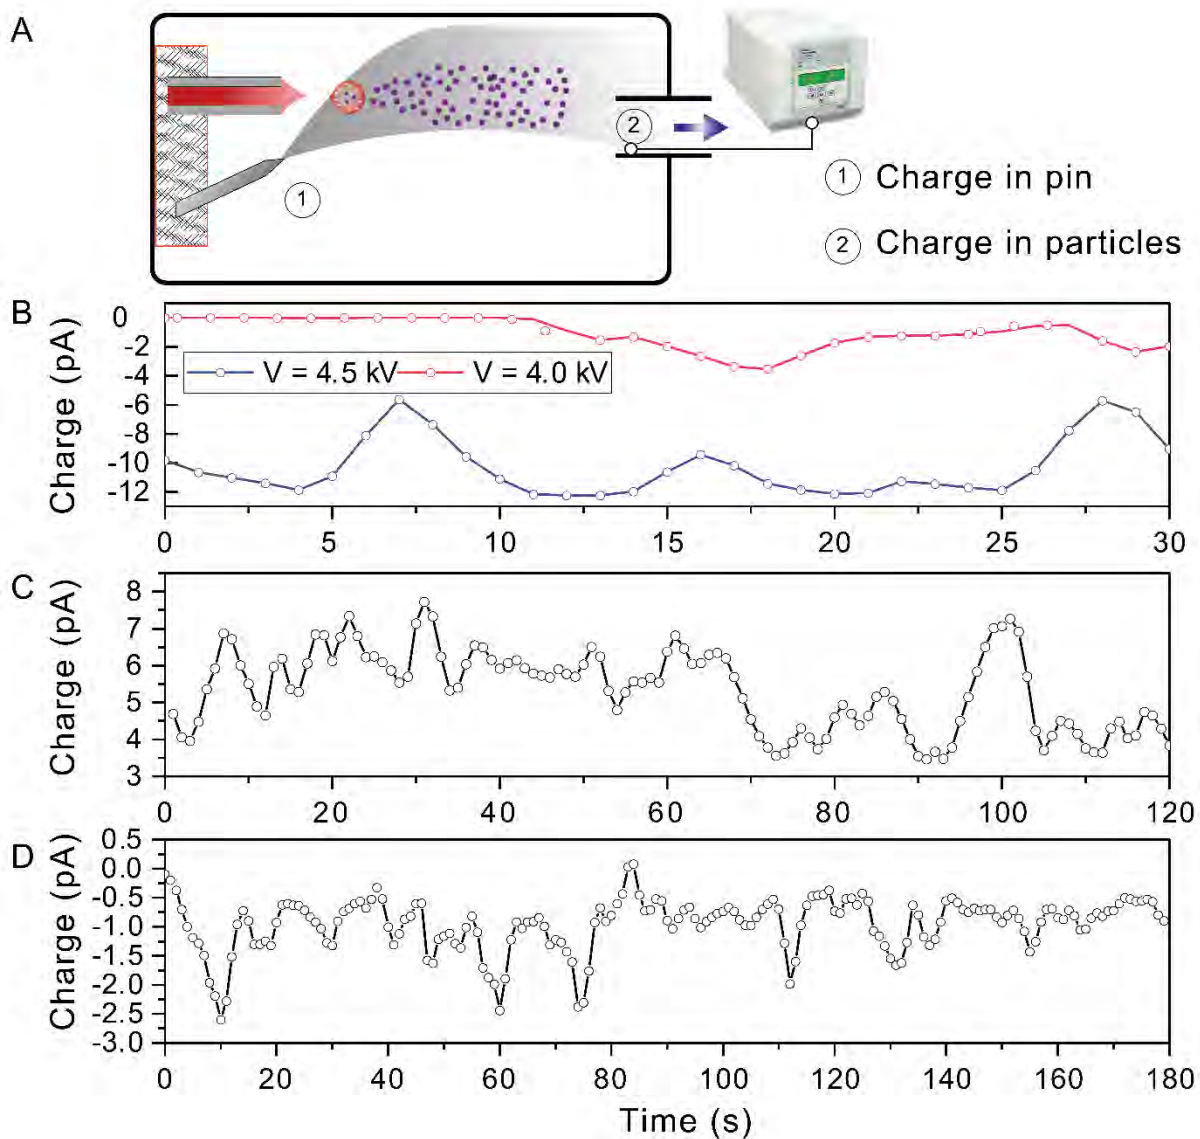 A
1
2
1 Charge in pin
2 Charge in particles
B
Charge (pA)
0
-2
-4
-6
-8
-10
-12
V = 4.5 kV V = 4.0 kV
0 5 10 15 20 25 30
C
Charge (pA)
8
7
6
5
4
3
0 20 40 60 80 100 120
D
Charge (pA)
0.5
0.0
-0.5
-1.0
-1.5
-2.0
-2.5
-3.0
0 20 40 60 80 100 120 140 160 180
Time (s)